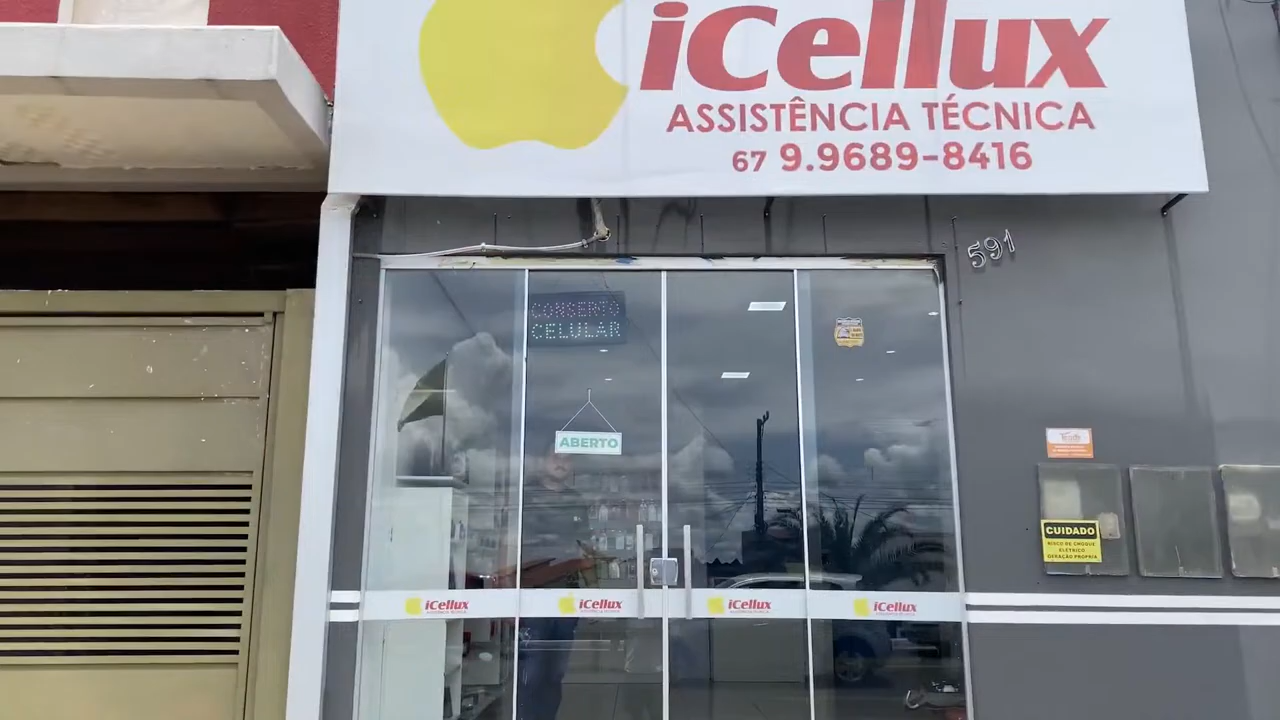 iCellux
ASSISTÊNCIA TÉCNICA
67 9.9689-8416
591
CONSERTO
CELULAR
ABERTO
CUIDADO
RISCO DE CHOQUE
ELÉTRICO
GERAÇÃO PRÓPRIA
iCellux
iCellux
iCellux
iCellux